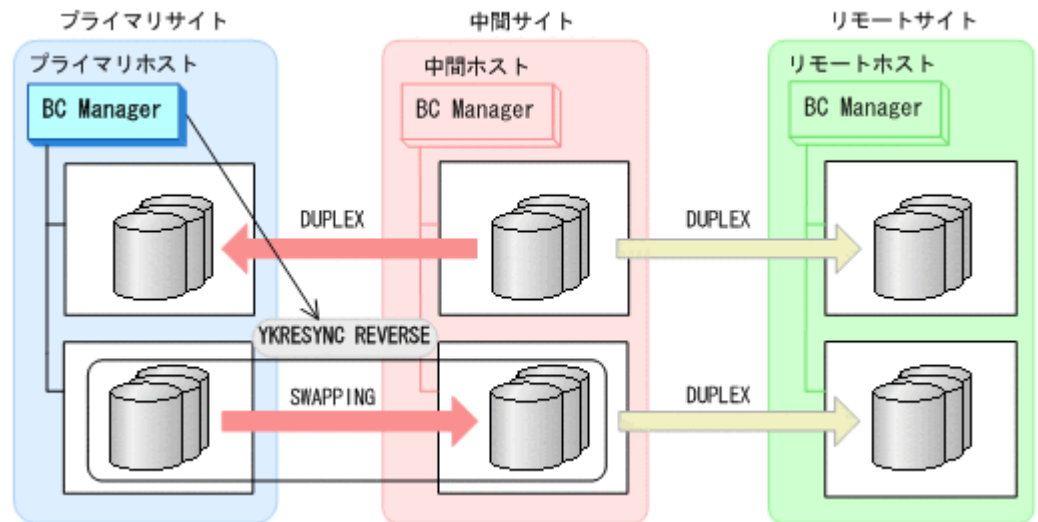 プライマリサイト
中間サイト
リモートサイト
プライマリホスト
中間ホスト
リモートホスト
BC Manager
BC Manager
BC Manager
DUPLEX
DUPLEX
YKRESYNC REVERSE
SWAPPING
DUPLEX